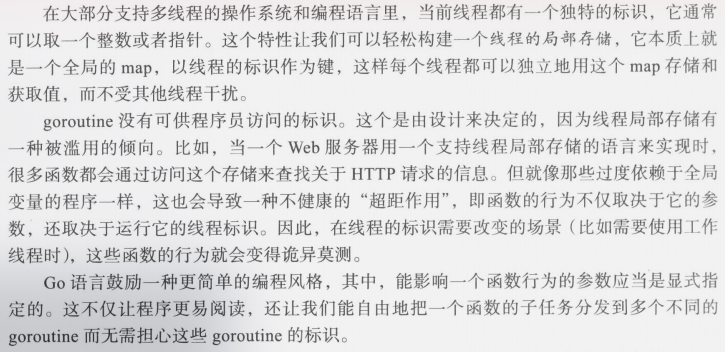 在大部分支持多线程的操作系统和编程语言里，当前线程都有一个独特的标识，它通常
可以取一个整数或者指针。这个特性让我们可以轻松构建一个线程的局部存储，它本质上就
是一个全局的 map，以线程的标识作为键，这样每个线程都可以独立地用这个 map 存储和
获取值，而不受其他线程干扰。
goroutine 没有可供程序员访问的标识。这个是由设计来决定的，因为线程局部存储有
一种被滥用的倾向。比如，当一个 Web 服务器用一个支持线程局部存储的语言来实现时，
很多函数都会通过访问这个存储来查找关于 HTTP 请求的信息。但就像那些过度依赖于全局
变量的程序一样，这也会导致一种不健康的“超距作用”，即函数的行为不仅取决于它的参
数，还取决于运行它的线程标识。因此，在线程的标识需要改变的场景（比如需要使用工作
线程时），这些函数的行为就会变得诡异莫测。
Go 语言鼓励一种更简单的编程风格，其中，能影响一个函数行为的参数应当是显式指
定的。这不仅让程序更易阅读，还让我们能自由地把一个函数的子任务分发到多个不同的
goroutine 而无需担心这些 goroutine 的标识。